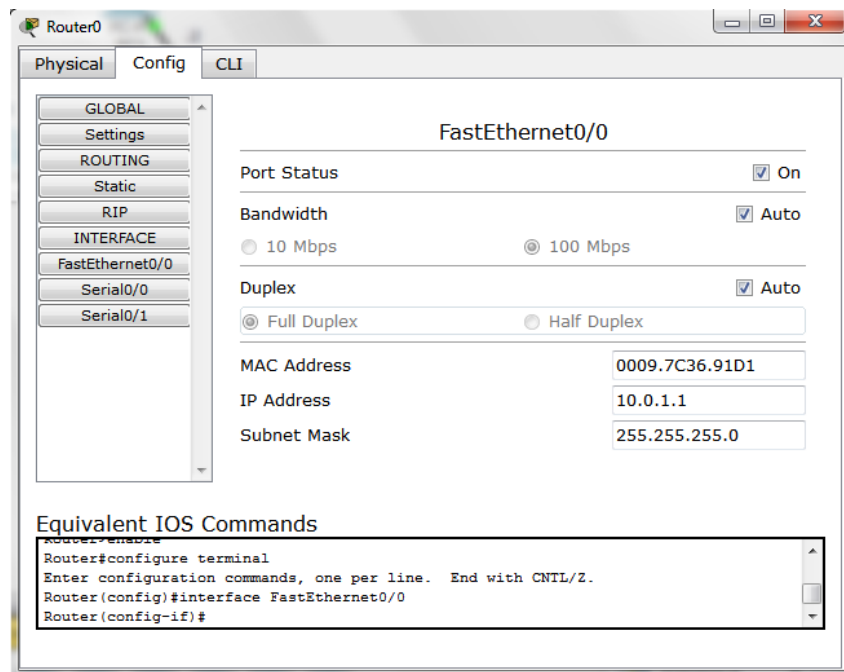 Router0
Physical Config CLI
GLOBAL
Settings
ROUTING
Static
RIP
INTERFACE
FastEthernet0/0
Serial0/0
Serial0/1
FastEthernet0/0
Port Status On
Bandwidth Auto
10 Mbps 100 Mbps
Duplex Auto
Full Duplex Half Duplex
MAC Address 0009.7C36.91D1
IP Address 10.0.1.1
Subnet Mask 255.255.255.0
Equivalent IOS Commands
Router>enable
Router#configure terminal
Enter configuration commands, one per line. End with CNTL/Z.
Router(config)#interface FastEthernet0/0
Router(config-if)#